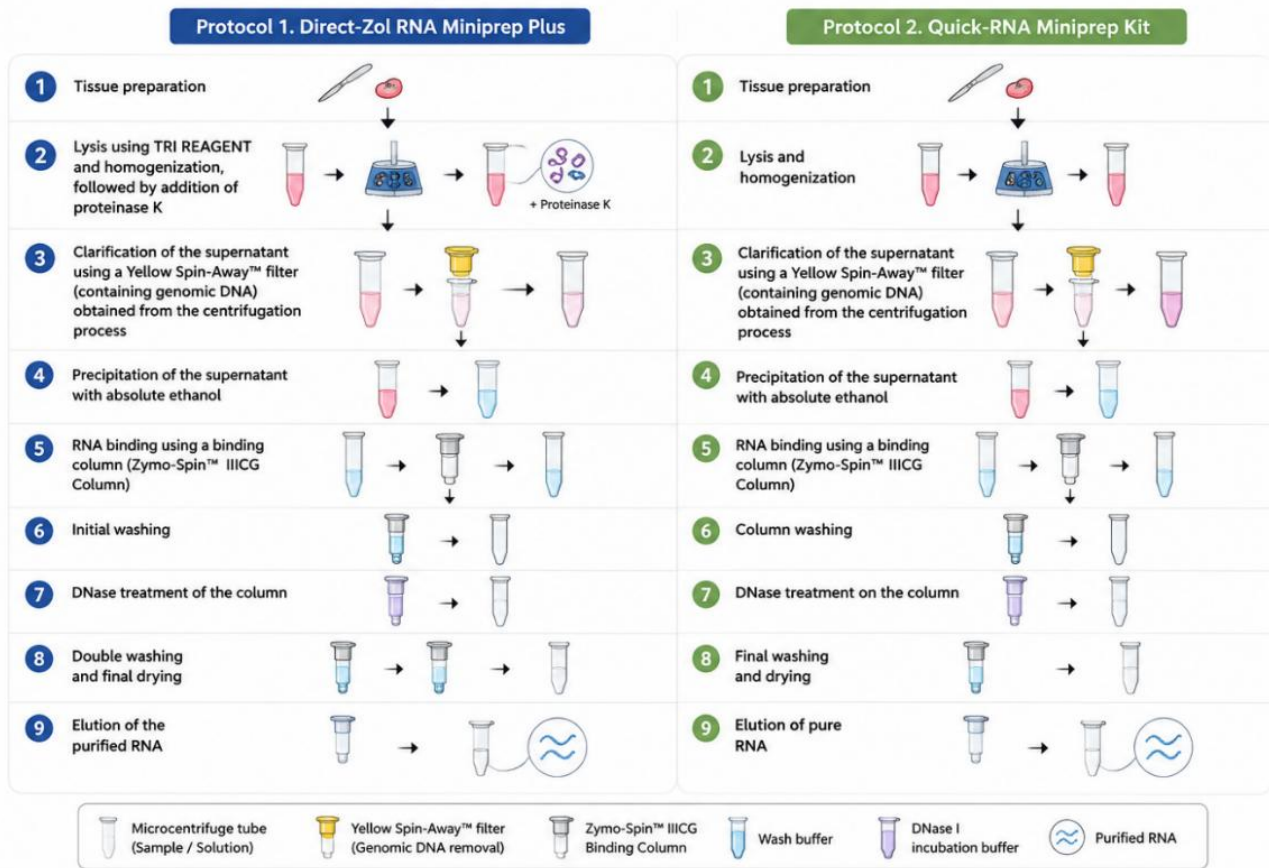 Protocol 1. Direct-Zol RNA Miniprep Plus
1
Tissue preparation
2
Lysis using TRI REAGENT
and homogenization,
followed by addition of
proteinase K
+ Proteinase K
3
Clarification of the supernatant
using a Yellow Spin-Away™ filter
(containing genomic DNA)
obtained from the centrifugation
process
4
Precipitation of the supernatant
with absolute ethanol
5
RNA binding using a binding
column (Zymo-Spin™ IIICG
Column)
6
Initial washing
7
DNase treatment of the column
8
Double washing
and final drying
9
Elution of the
purified RNA
Protocol 2. Quick-RNA Miniprep Kit
1
Tissue preparation
2
Lysis and
homogenization
3
Clarification of the supernatant
using a Yellow Spin-Away™ filter
(containing genomic DNA)
obtained from the centrifugation
process
4
Precipitation of the supernatant
with absolute ethanol
5
RNA binding using a binding
column (Zymo-Spin™ IIICG
Column)
6
Column washing
7
DNase treatment on the column
8
Final washing
and drying
9
Elution of pure
RNA
Microcentrifuge tube
(Sample / Solution)
Yellow Spin-Away™ filter
(Genomic DNA removal)
Zymo-Spin™ IIICG
Binding Column
Wash buffer
DNase I
incubation buffer
Purified RNA